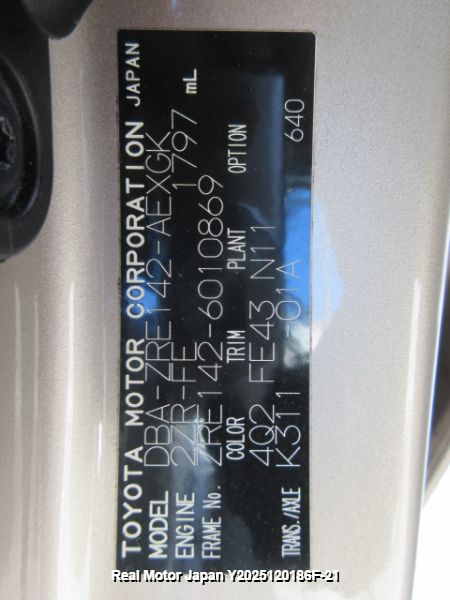 TOYOTA MOTOR CORPORATION JAPAN
MODEL DBA-ZRE142-AEXGK
ENGINE 2ZR-FE 1797 mL
FRAME No. ZRE142-6010869
COLOR TRIM PLANT OPTION
4Q2 FE43 N11 640
TRANS./AXLE K311 -01A
Real Motor Japan Y2025120186F-21